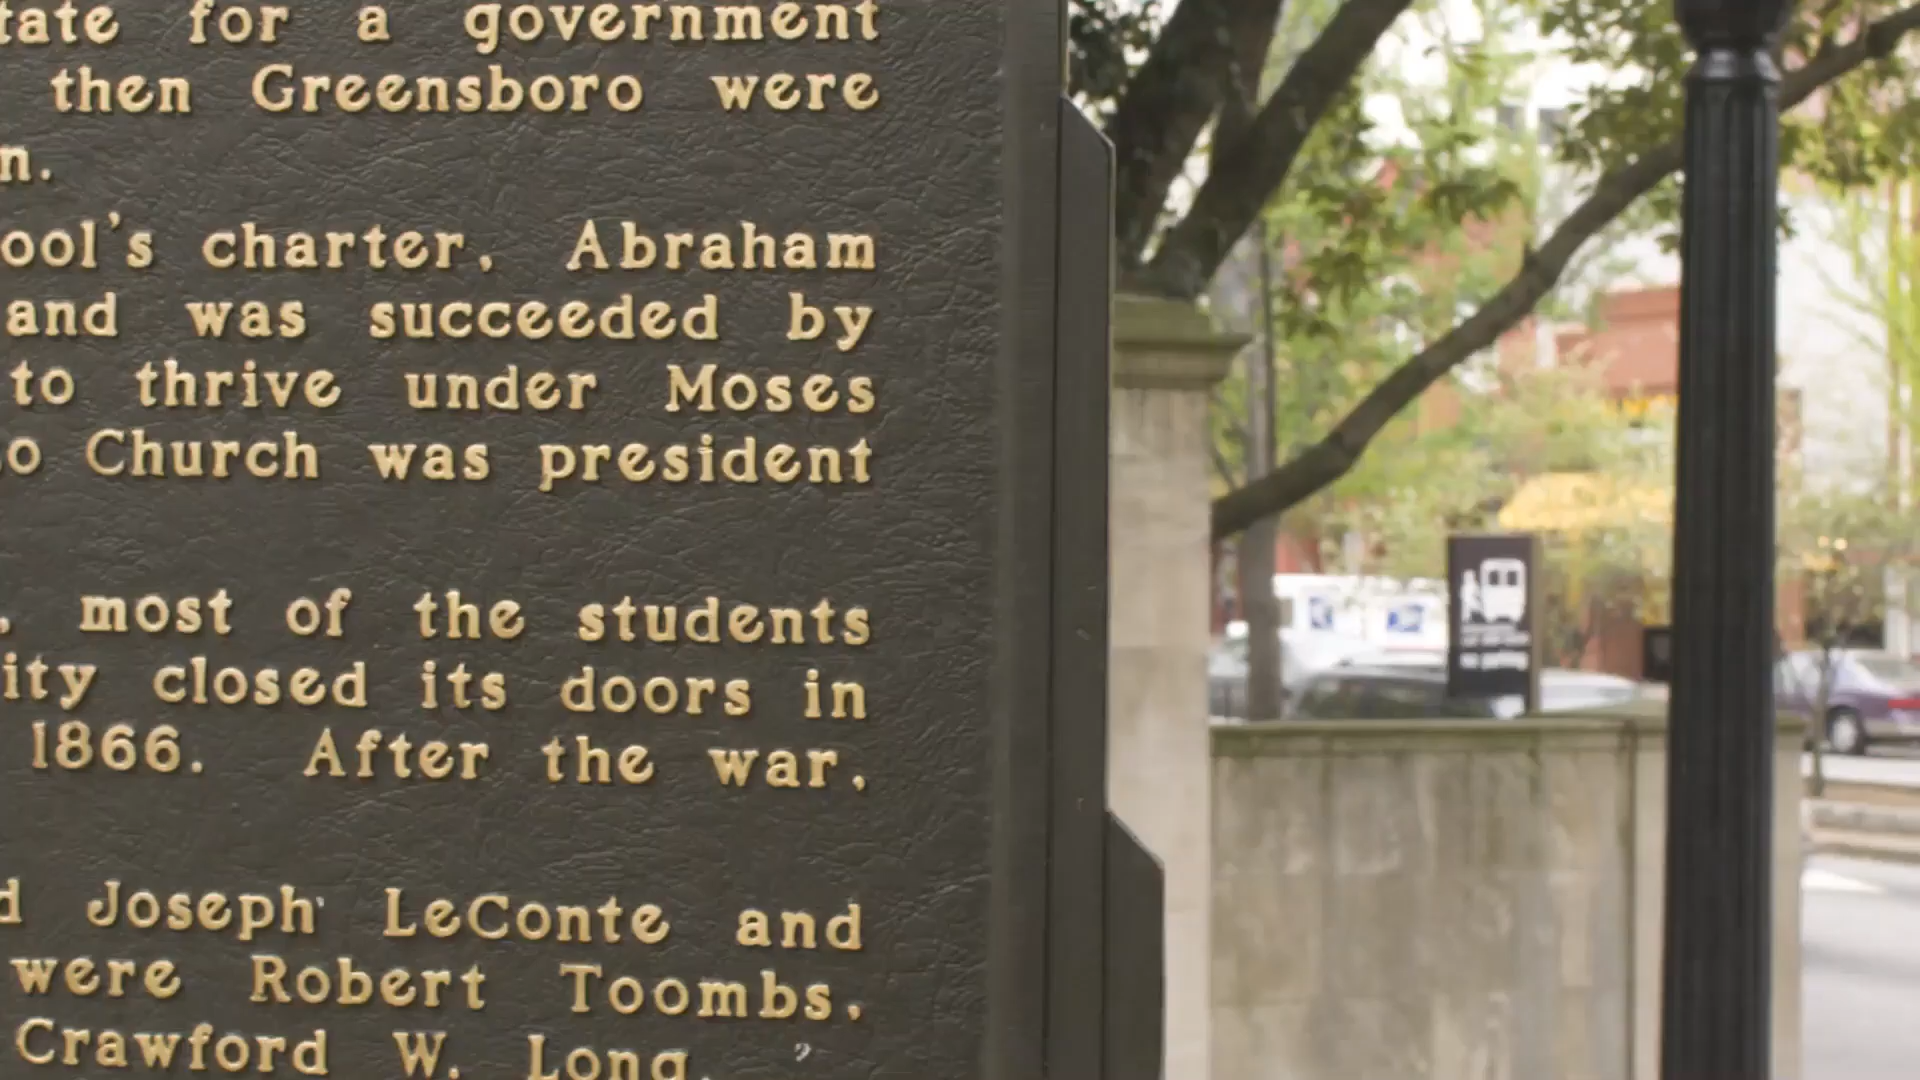 tate for a government
then Greensboro were
n.
ool's charter, Abraham
and was succeeded by
to thrive under Moses
o Church was president
, most of the students
ity closed its doors in
1866. After the war,
d Joseph LeConte and
were Robert Toombs,
Crawford W. Long.
no parking